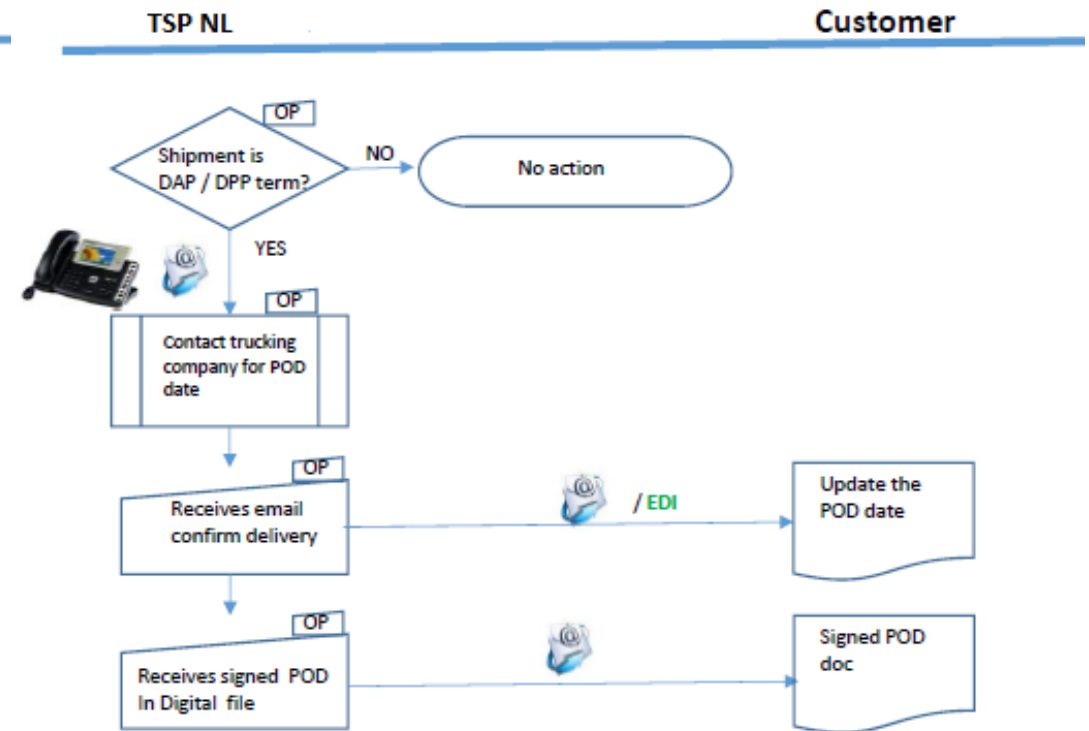 TSP NL
Customer
OP
Shipment is
DAP / DPP term?
NO
No action
YES
OP
Contact trucking
company for POD
date
OP
Receives email
confirm delivery
@
/ EDI
Update the
POD date
OP
Receives signed POD
In Digital file
@
Signed POD
doc